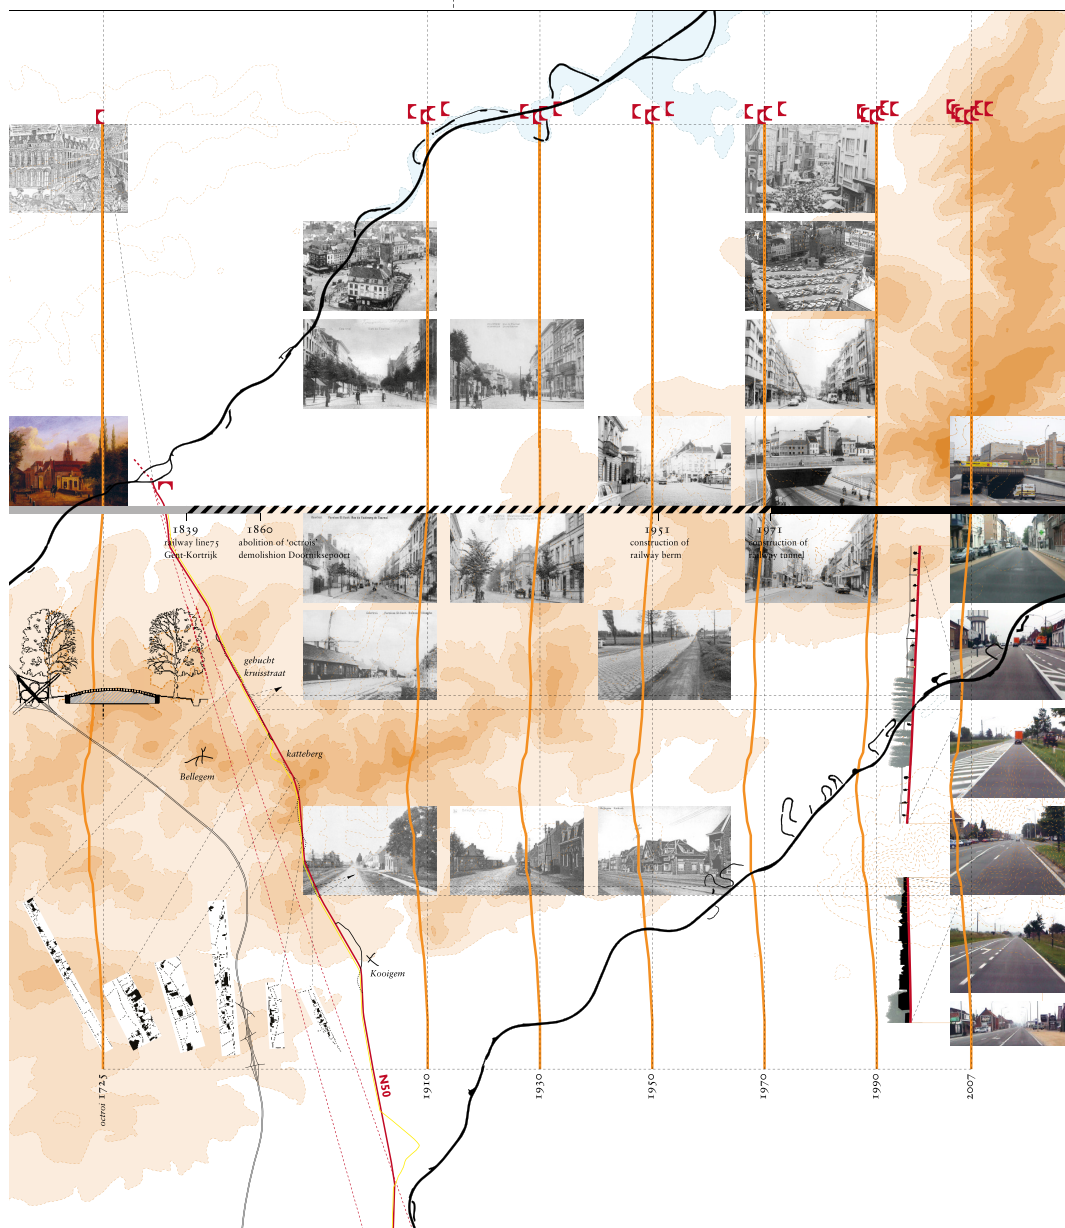 1839
railway line75
Gent-Kortrijk
1860
abolition of 'octrois'
demolishion Doorniksepoort
1951
construction of
railway berm
1971
construction of
railway tunnel
gehucht
kruisstraat
katteberg
Bellegem
Kooigem
N50
octroi 1725
1910
1930
1950
1970
1990
2007